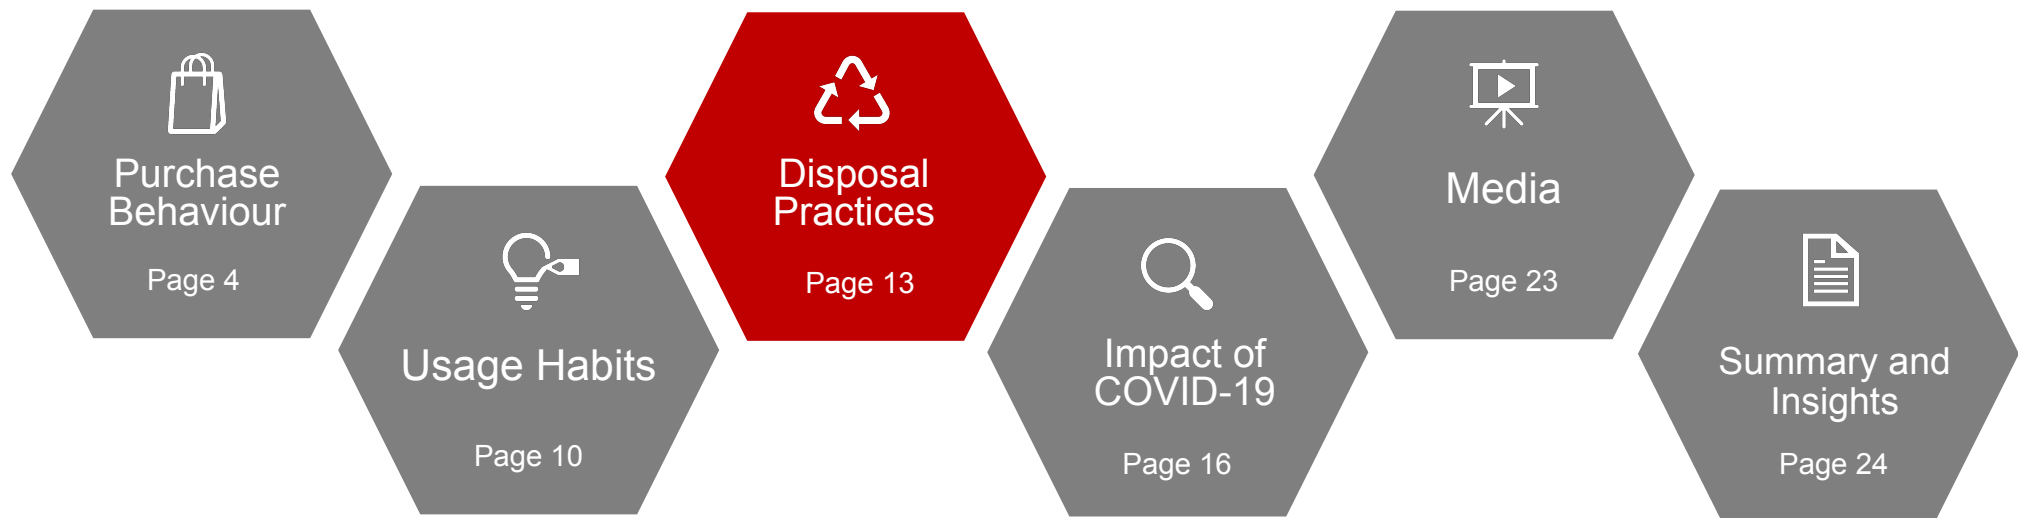 Purchase
Behaviour
Page 4
Usage Habits
Page 10
Disposal
Practices
Page 13
Impact of
COVID-19
Page 16
Media
Page 23
Summary and
Insights
Page 24